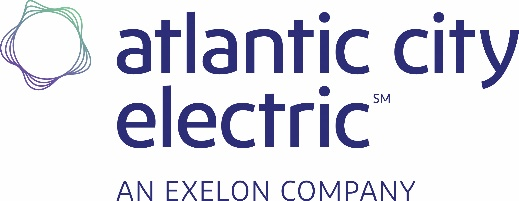 atlantic city
electric℠
AN EXELON COMPANY